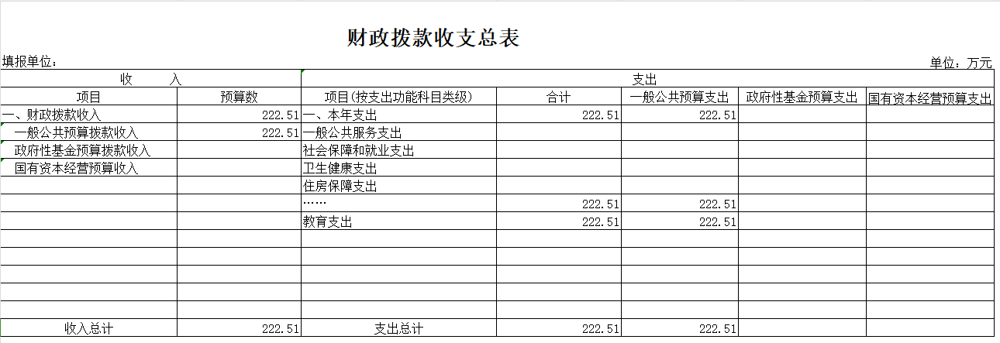 财政拨款收支总表
填报单位：
单位：万元
收 入 支出
项目 预算数 项目(按支出功能科目类级) 合计 一般公共预算支出 政府性基金预算支出 国有资本经营预算支出
一、财政拨款收入 222.51 一、本年支出 222.51 222.51
一般公共预算拨款收入 222.51 一般公共服务支出
政府性基金预算拨款收入 社会保障和就业支出
国有资本经营预算收入 卫生健康支出
住房保障支出
…… 222.51 222.51
教育支出 222.51 222.51
收入总计 222.51 支出总计 222.51 222.51